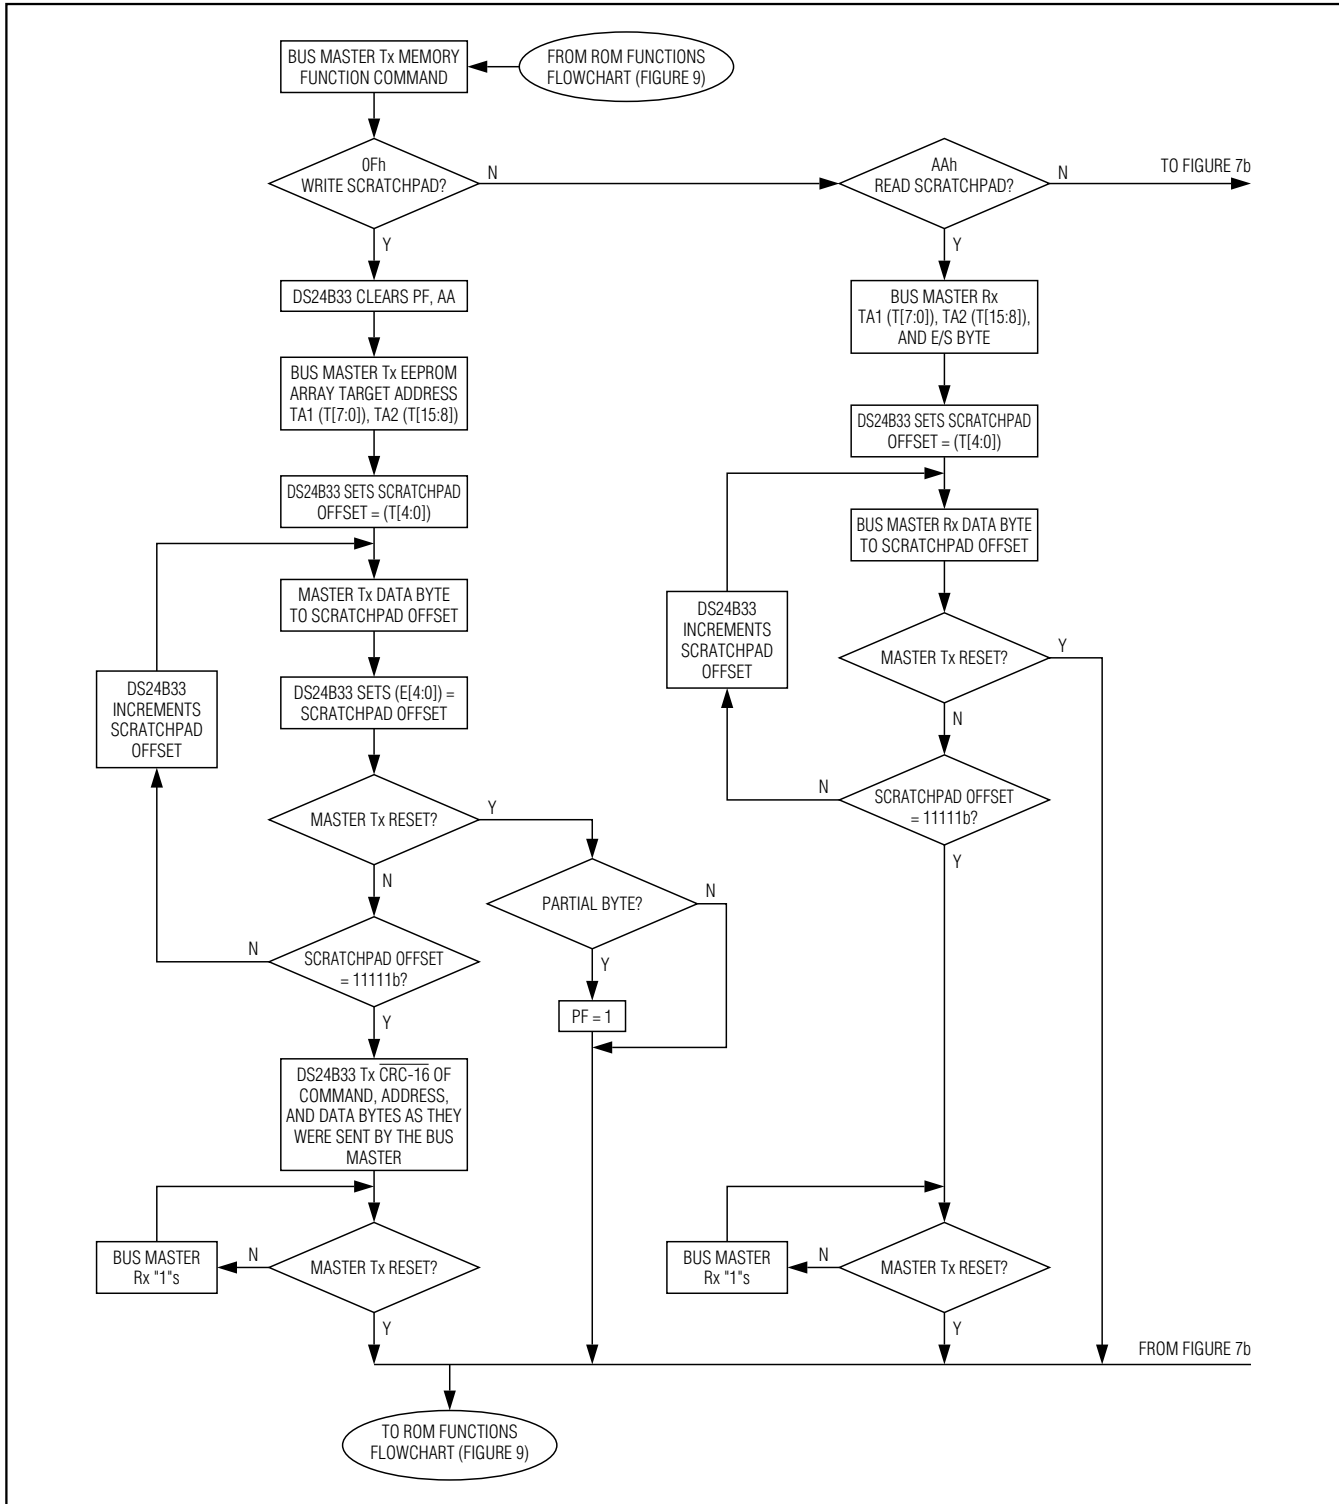 BUS MASTER Tx MEMORY
FUNCTION COMMAND
FROM ROM FUNCTIONS
FLOWCHART (FIGURE 9)
0Fh
WRITE SCRATCHPAD?
N
Y
AAh
READ SCRATCHPAD?
N
Y
TO FIGURE 7b
DS24B33 CLEARS PF, AA
BUS MASTER Tx EEPROM
ARRAY TARGET ADDRESS
TA1 (T[7:0]), TA2 (T[15:8])
DS24B33 SETS SCRATCHPAD
OFFSET = (T[4:0])
MASTER Tx DATA BYTE
TO SCRATCHPAD OFFSET
DS24B33
INCREMENTS
SCRATCHPAD
OFFSET
DS24B33 SETS (E[4:0]) =
SCRATCHPAD OFFSET
MASTER Tx RESET?
Y
N
PARTIAL BYTE?
N
Y
PF = 1
SCRATCHPAD OFFSET
= 11111b?
N
Y
DS24B33 Tx CRC-16 OF
COMMAND, ADDRESS,
AND DATA BYTES AS THEY
WERE SENT BY THE BUS
MASTER
BUS MASTER
Rx "1"s
N
MASTER Tx RESET?
Y
BUS MASTER Rx
TA1 (T[7:0]), TA2 (T[15:8]),
AND E/S BYTE
DS24B33 SETS SCRATCHPAD
OFFSET = (T[4:0])
BUS MASTER Rx DATA BYTE
TO SCRATCHPAD OFFSET
DS24B33
INCREMENTS
SCRATCHPAD
OFFSET
MASTER Tx RESET?
Y
N
SCRATCHPAD OFFSET
= 11111b?
N
Y
BUS MASTER
Rx "1"s
N
MASTER Tx RESET?
Y
FROM FIGURE 7b
TO ROM FUNCTIONS
FLOWCHART (FIGURE 9)